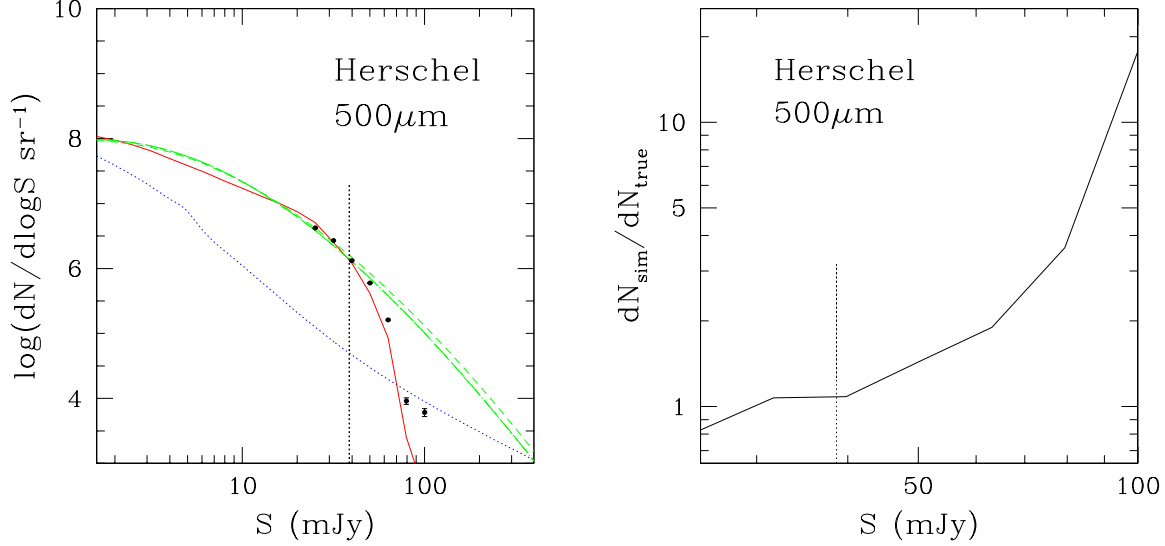 10
8
6
4
log(dN/dlogS sr⁻¹)
Herschel
500μm
10
100
S (mJy)
10
5
1
dN_sim/dN_true
Herschel
500μm
50
100
S (mJy)